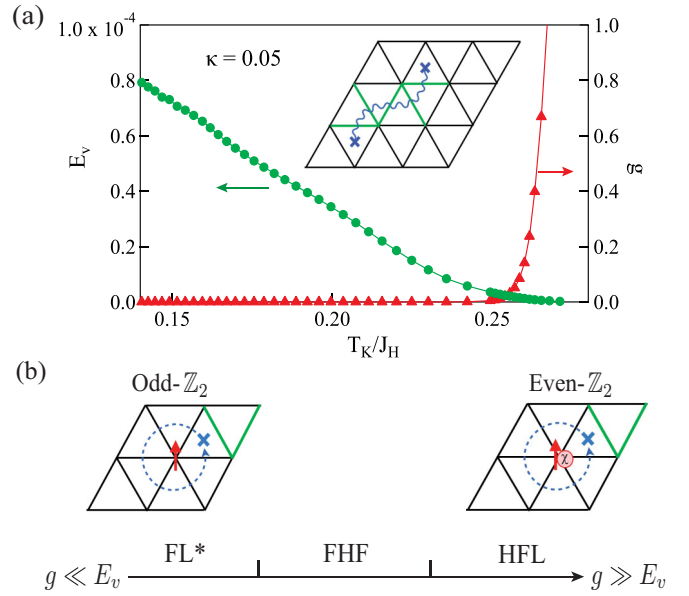 (a)
1.0 x 10⁻⁴
0.8
0.6
0.4
0.2
0.0
E_v
κ = 0.05
1.0
0.8
0.6
0.4
0.2
0.0
g
0.15
0.20
0.25
T_K/J_H
(b)
Odd-ℤ₂
Even-ℤ₂
χ
FL*
FHF
HFL
g ≪ E_v
g ≫ E_v